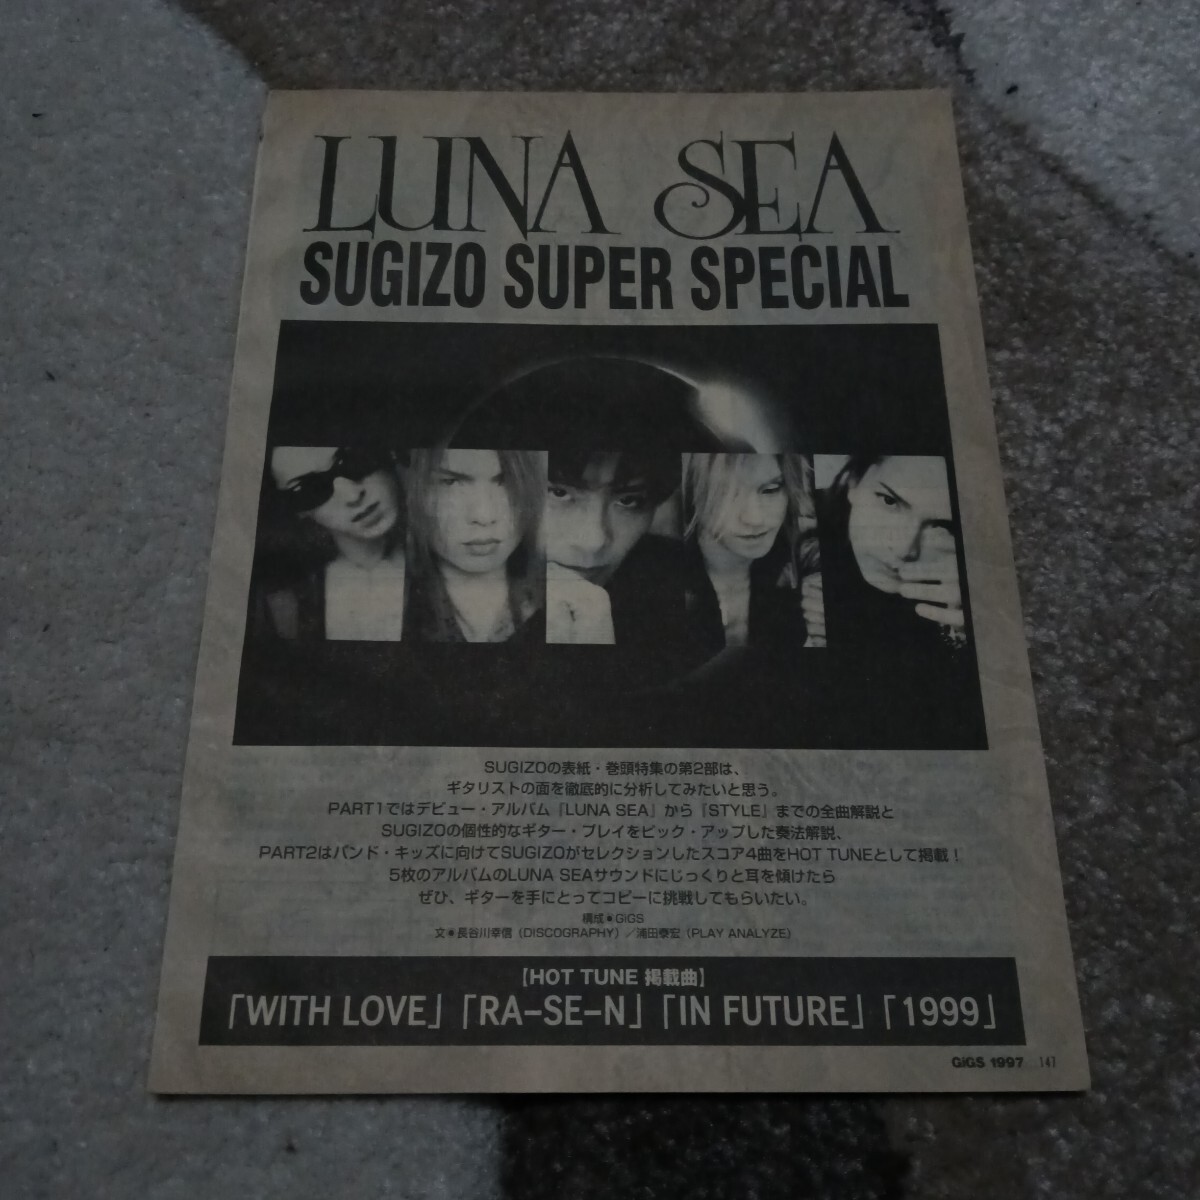 LUNA SEA
SUGIZO SUPER SPECIAL
SUGIZOの表紙・巻頭特集の第2部は、
ギタリストの面を徹底的に分析してみたいと思う。
PART1ではデビュー・アルバム『LUNA SEA』から『STYLE』までの全曲解説と
SUGIZOの個性的なギター・プレイをピック・アップした奏法解説、
PART2はバンド・キッズに向けてSUGIZOがセレクションしたスコア4曲をHOT TUNEとして掲載！
5枚のアルバムのLUNA SEAサウンドにじっくりと耳を傾けたら
ぜひ、ギターを手にとってコピーに挑戦してもらいたい。
構成●GiGS
文●長谷川幸信（DISCOGRAPHY）／浦田泰宏（PLAY ANALYZE）
【HOT TUNE 掲載曲】
「WITH LOVE」「RA–SE–N」「IN FUTURE」「1999」
GiGS 1997 141